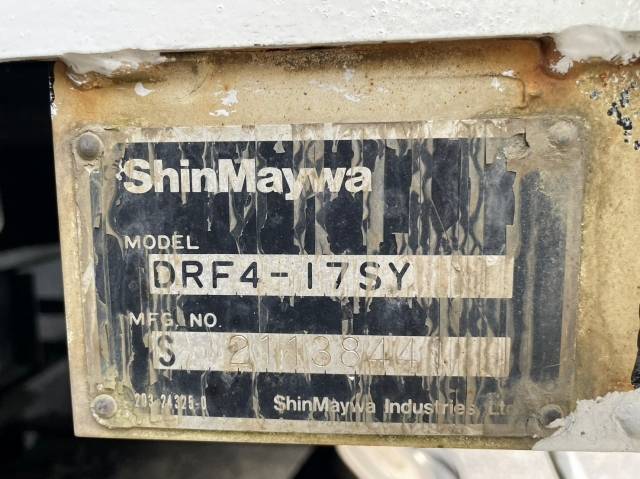 ShinMaywa
MODEL
DRF4-17SY
MFG. NO.
S 2113844
203-24325-0
ShinMaywa Industries, Ltd